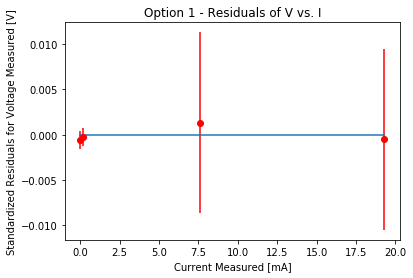 Option 1 - Residuals of V vs. I
Standardized Residuals for Voltage Measured [V]
0.010
0.005
0.000
−0.005
−0.010
0.0 2.5 5.0 7.5 10.0 12.5 15.0 17.5 20.0
Current Measured [mA]